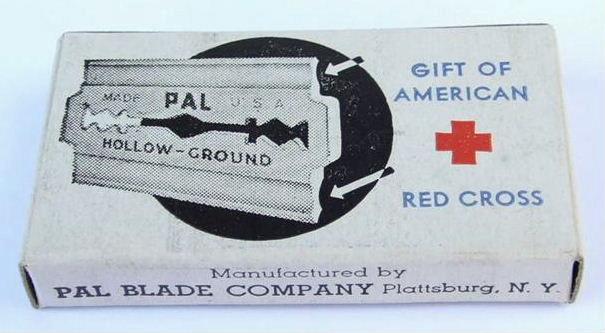 GIFT OF
AMERICAN
RED CROSS
MADE PAL U S A
HOLLOW-GROUND
Manufactured by
PAL BLADE COMPANY Plattsburg, N. Y.